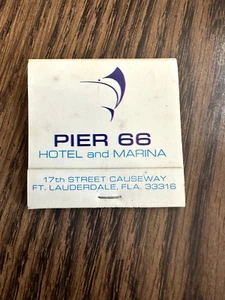 PIER 66
HOTEL and MARINA
17th STREET CAUSEWAY
FT. LAUDERDALE, FLA. 33316